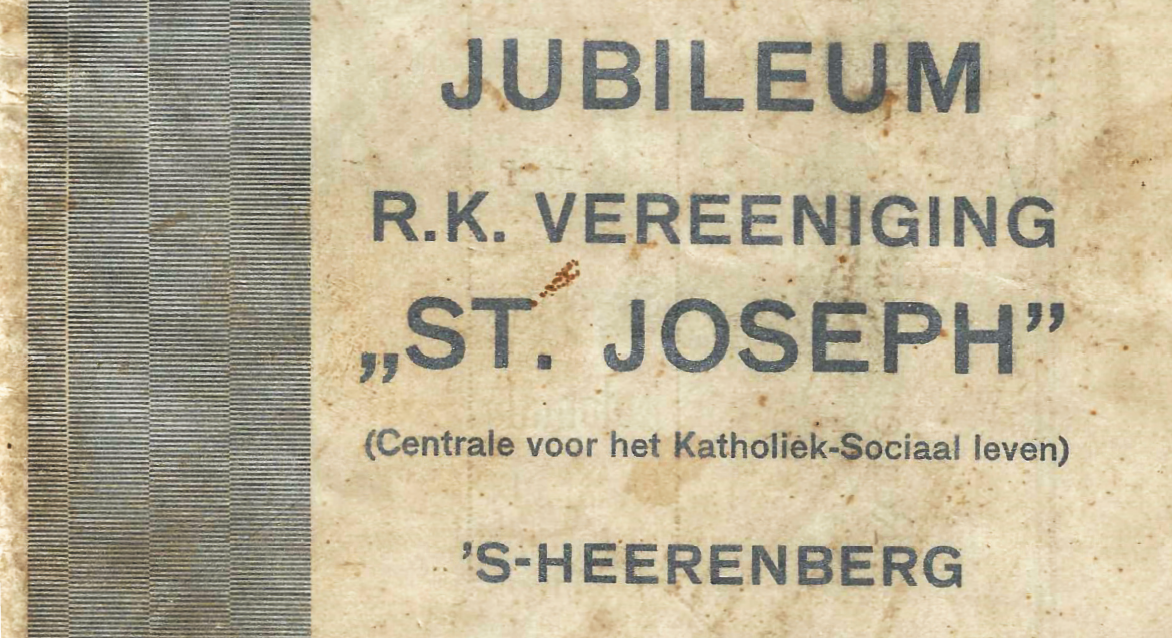 JUBILEUM
R.K. VEREENIGING
„ST. JOSEPH”
(Centrale voor het Katholiek-Sociaal leven)
’S-HEERENBERG